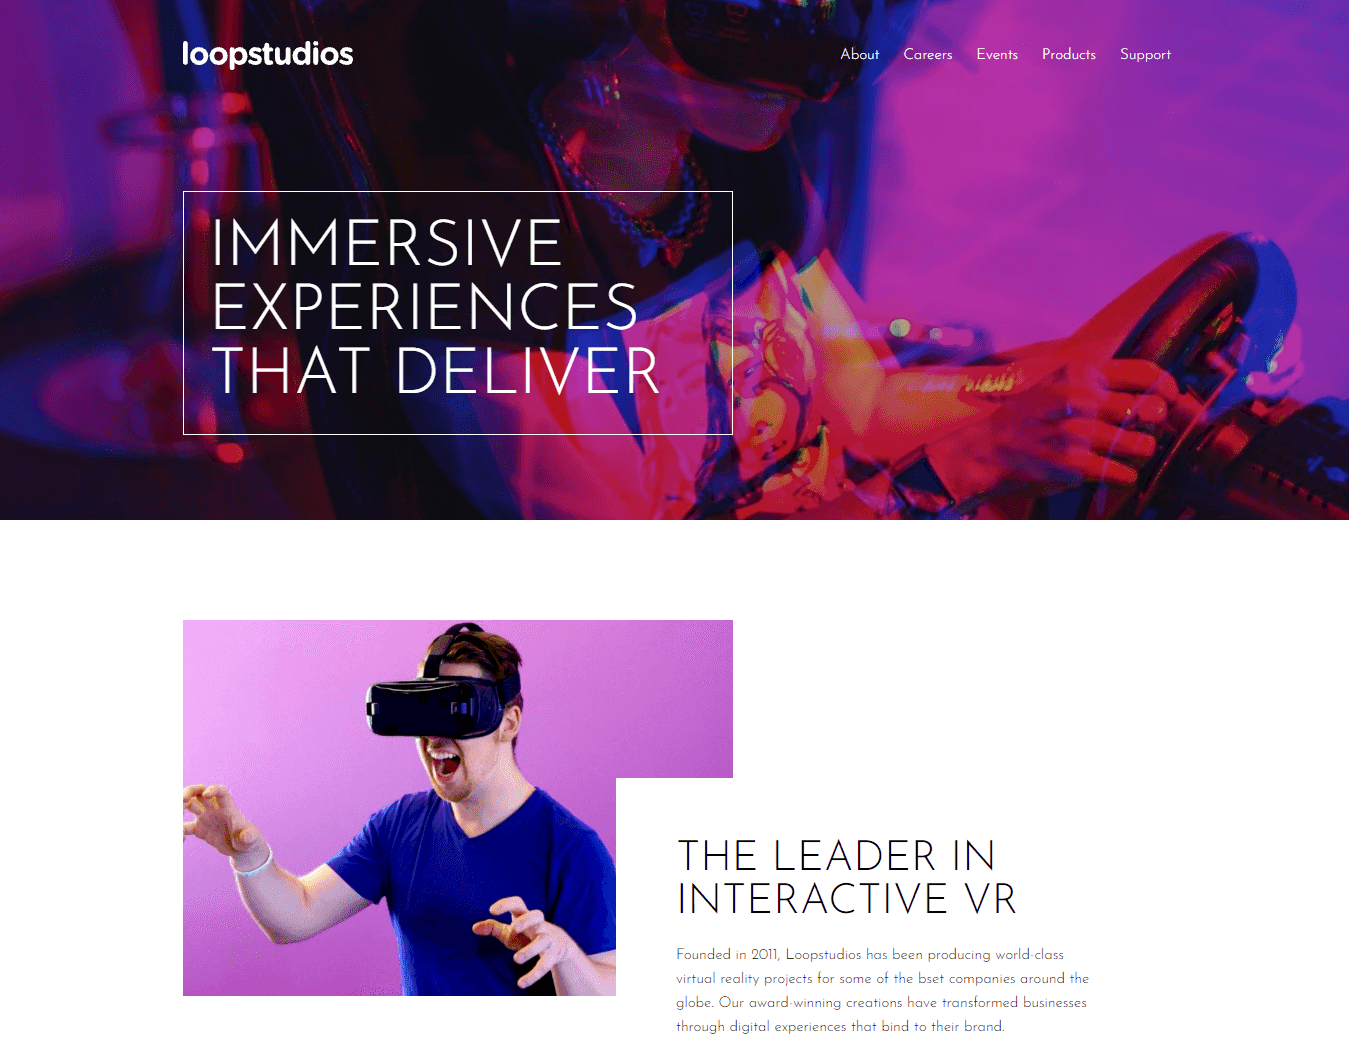 loopstudios
About Careers Events Products Support
IMMERSIVE
EXPERIENCES
THAT DELIVER
THE LEADER IN
INTERACTIVE VR
Founded in 2011, Loopstudios has been producing world-class
virtual reality projects for some of the bset companies around the
globe. Our award-winning creations have transformed businesses
through digital experiences that bind to their brand.